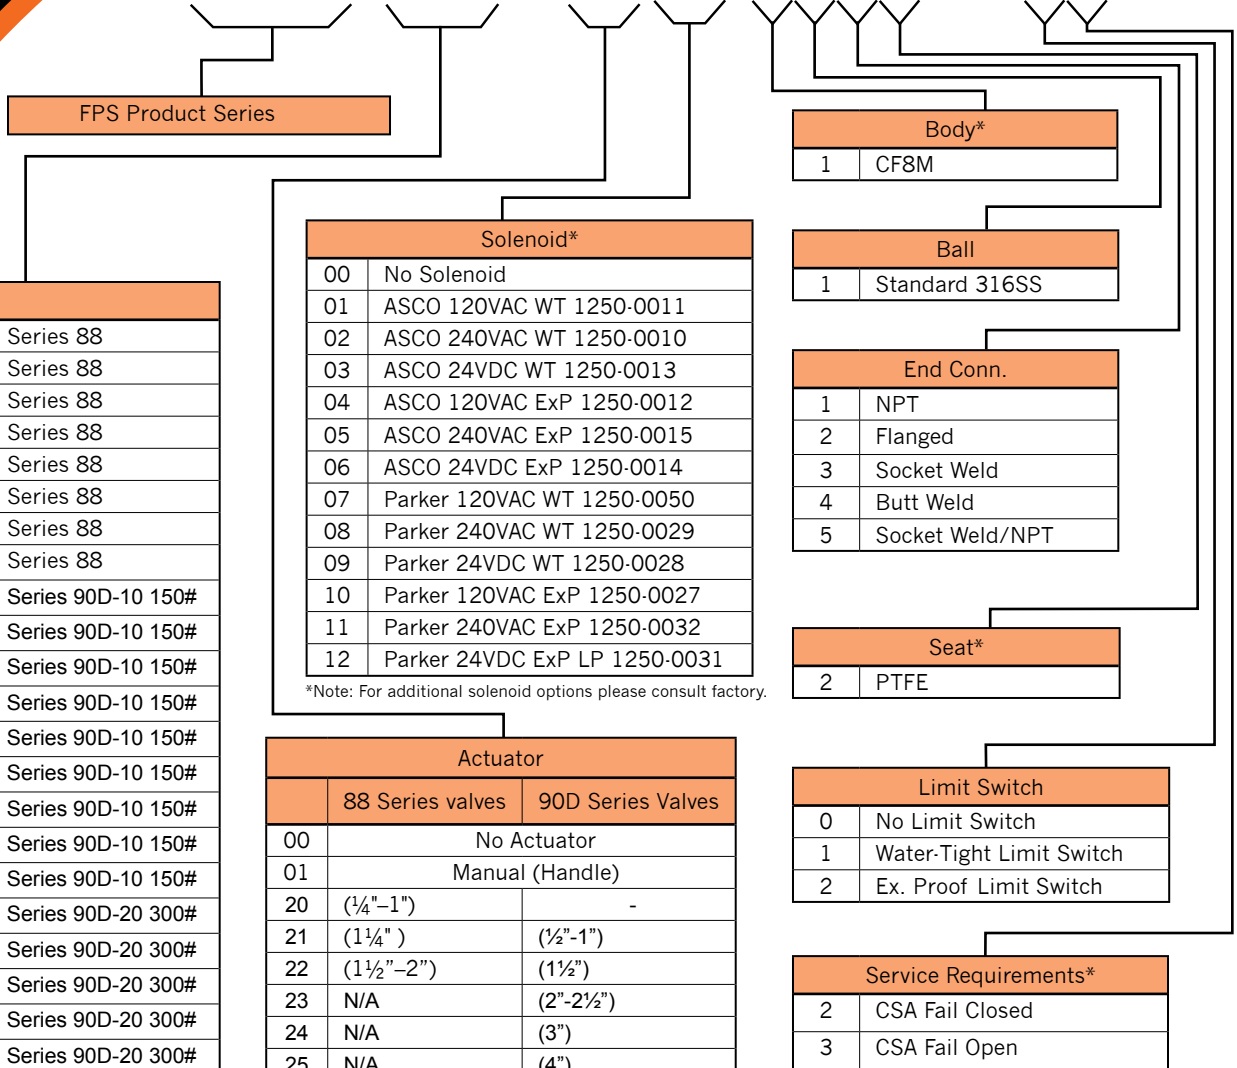 FPS Product Series
Series 88
Series 88
Series 88
Series 88
Series 88
Series 88
Series 88
Series 88
Series 90D-10 150#
Series 90D-10 150#
Series 90D-10 150#
Series 90D-10 150#
Series 90D-10 150#
Series 90D-10 150#
Series 90D-10 150#
Series 90D-10 150#
Series 90D-10 150#
Series 90D-20 300#
Series 90D-20 300#
Series 90D-20 300#
Series 90D-20 300#
Series 90D-20 300#
Solenoid*
00 No Solenoid
01 ASCO 120VAC WT 1250-0011
02 ASCO 240VAC WT 1250-0010
03 ASCO 24VDC WT 1250-0013
04 ASCO 120VAC ExP 1250-0012
05 ASCO 240VAC ExP 1250-0015
06 ASCO 24VDC ExP 1250-0014
07 Parker 120VAC WT 1250-0050
08 Parker 240VAC WT 1250-0029
09 Parker 24VDC WT 1250-0028
10 Parker 120VAC ExP 1250-0027
11 Parker 240VAC ExP 1250-0032
12 Parker 24VDC ExP LP 1250-0031
*Note: For additional solenoid options please consult factory.
Actuator
88 Series valves 90D Series Valves
00 No Actuator
01 Manual (Handle)
20 (¼"–1") -
21 (1¼" ) (½”-1”)
22 (1½”–2”) (1½”)
23 N/A (2”-2½”)
24 N/A (3”)
25 N/A (4”)
Body*
1 CF8M
Ball
1 Standard 316SS
End Conn.
1 NPT
2 Flanged
3 Socket Weld
4 Butt Weld
5 Socket Weld/NPT
Seat*
2 PTFE
Limit Switch
0 No Limit Switch
1 Water-Tight Limit Switch
2 Ex. Proof Limit Switch
Service Requirements*
2 CSA Fail Closed
3 CSA Fail Open